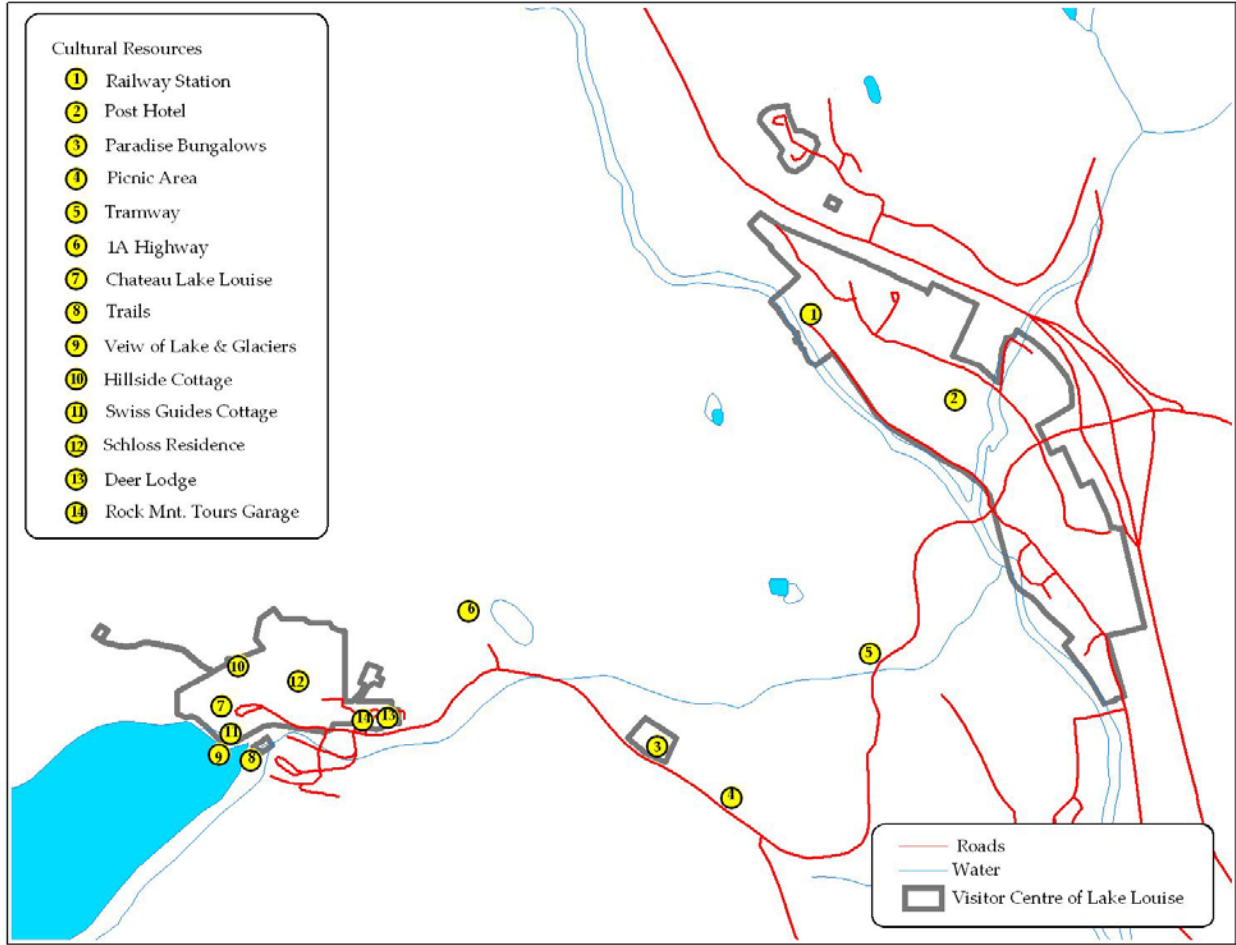 Cultural Resources
1 Railway Station
2 Post Hotel
3 Paradise Bungalows
4 Picnic Area
5 Tramway
6 1A Highway
7 Chateau Lake Louise
8 Trails
9 Veiw of Lake & Glaciers
10 Hillside Cottage
11 Swiss Guides Cottage
12 Schloss Residence
13 Deer Lodge
14 Rock Mnt. Tours Garage
1
2
6
5
10
12
7
14
13
11
9
8
3
4
Roads
Water
Visitor Centre of Lake Louise